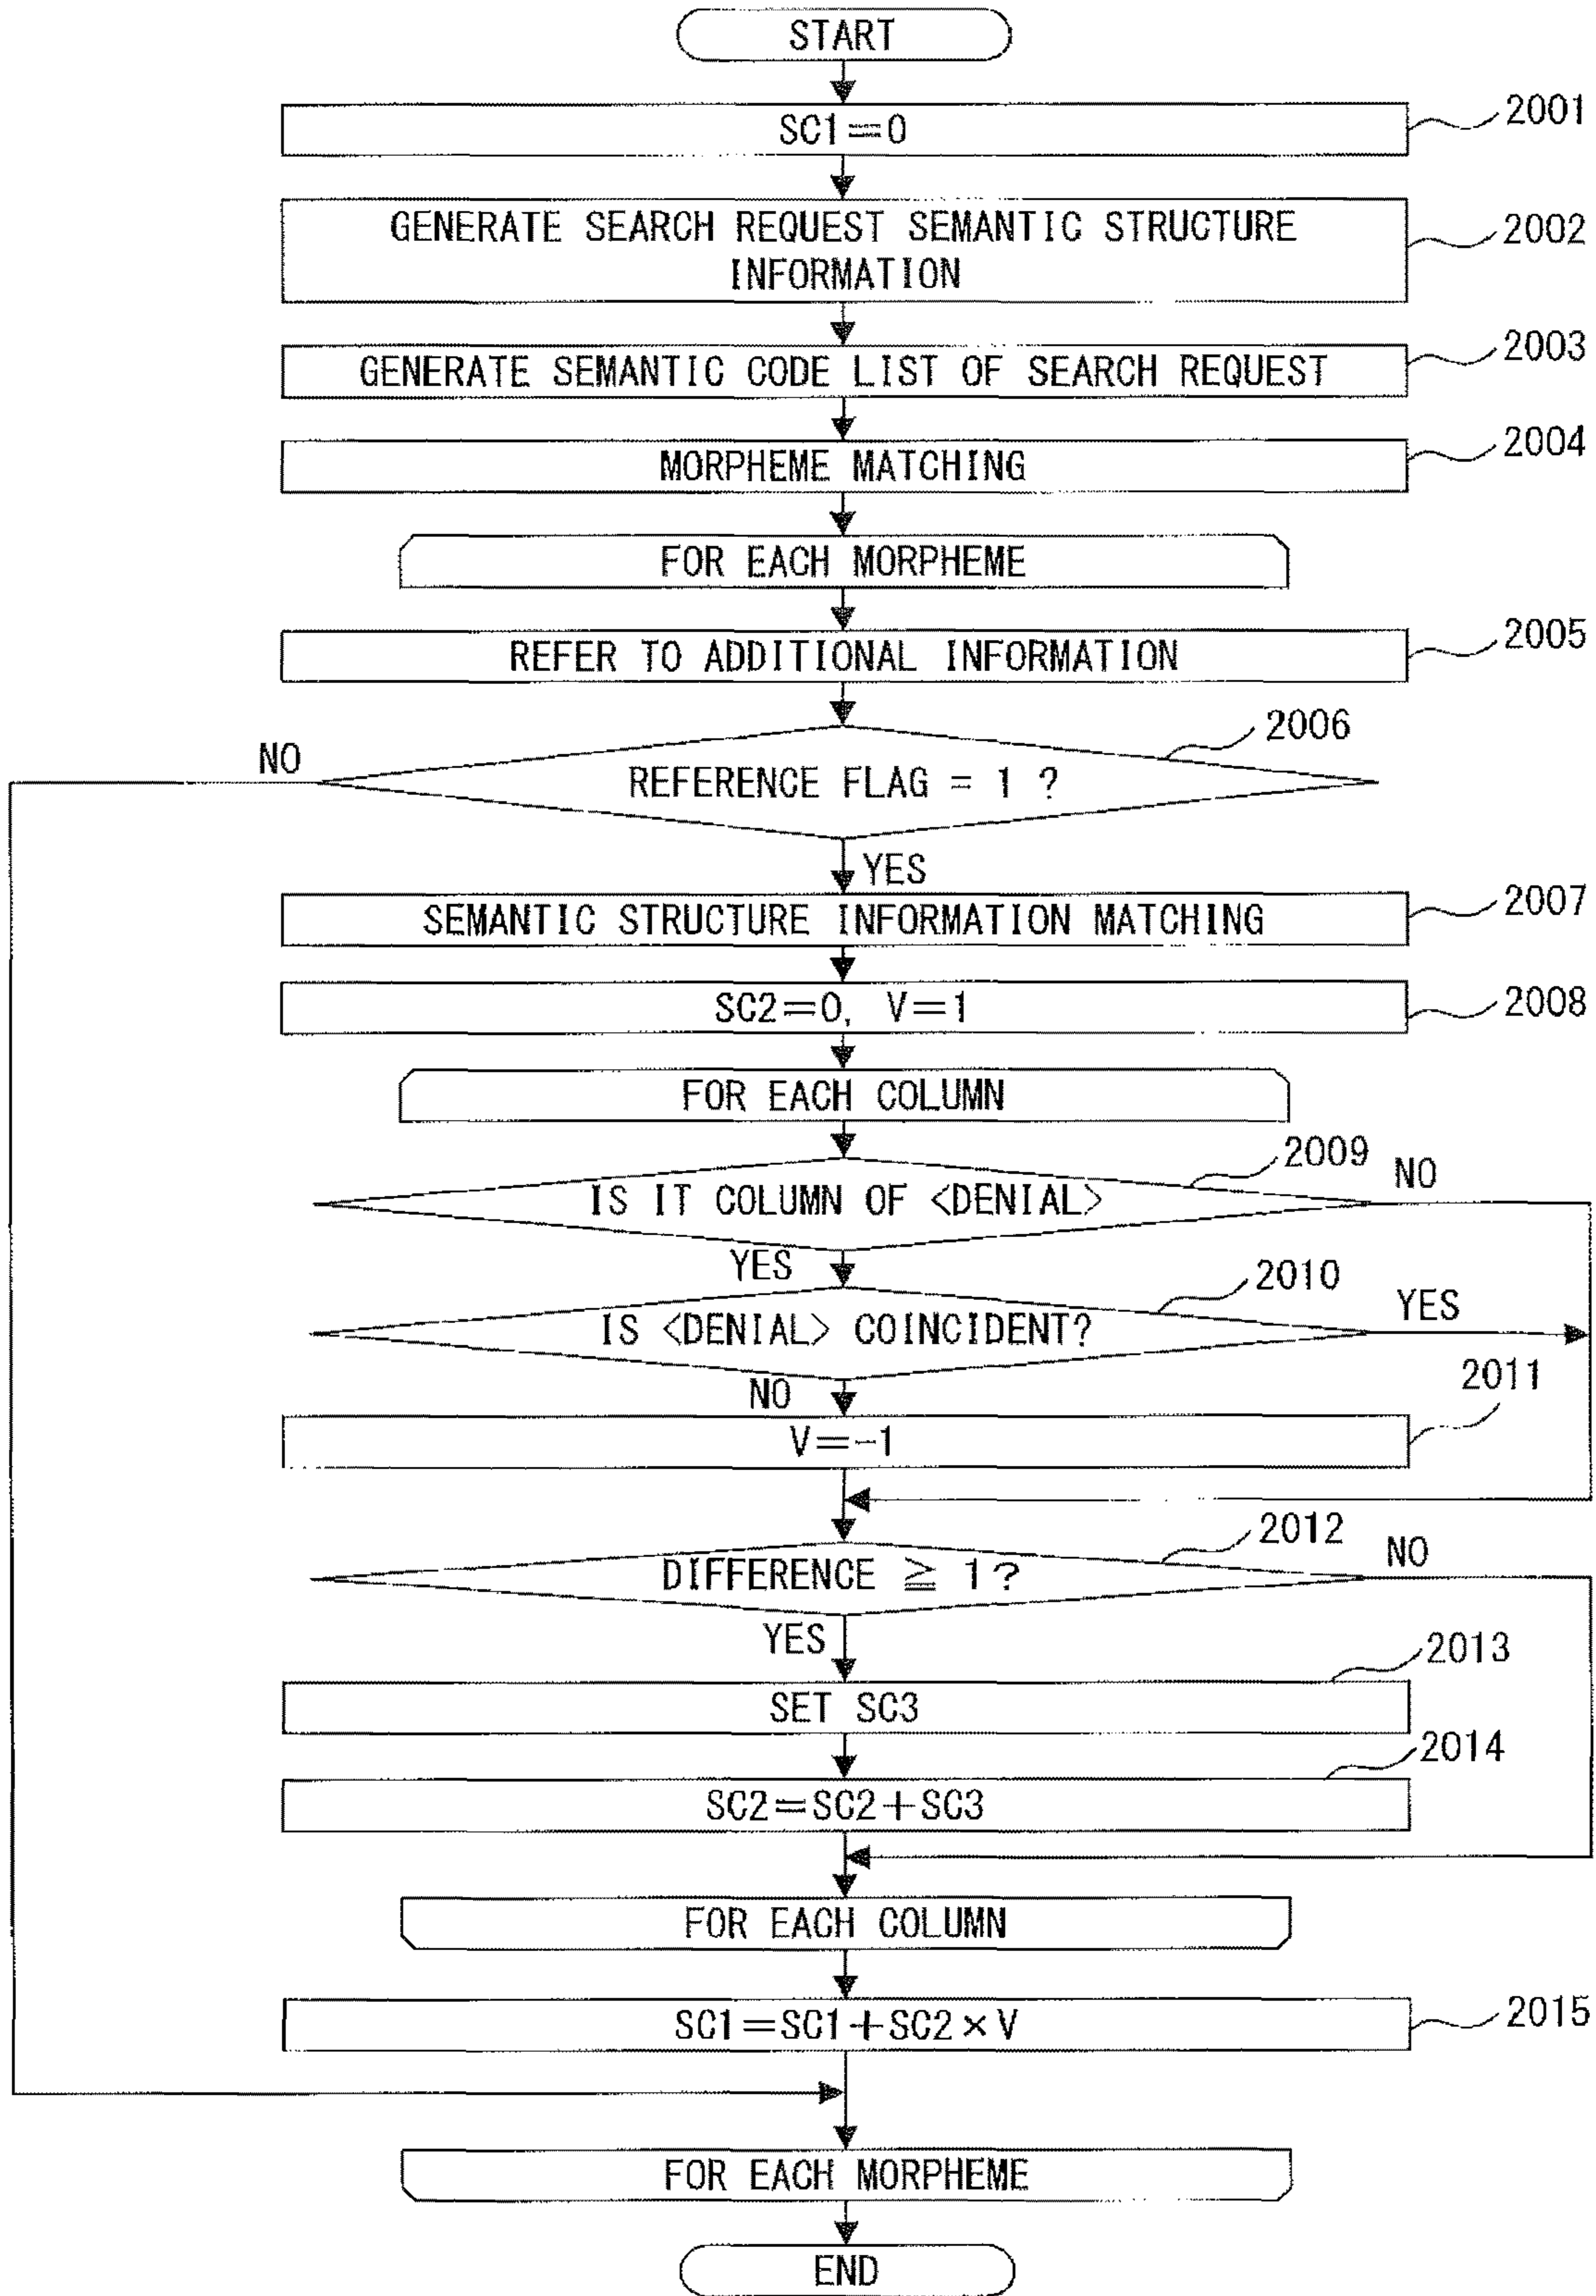 START
SC1=0
2001
GENERATE SEARCH REQUEST SEMANTIC STRUCTURE
INFORMATION
2002
GENERATE SEMANTIC CODE LIST OF SEARCH REQUEST
2003
MORPHEME MATCHING
2004
FOR EACH MORPHEME
REFER TO ADDITIONAL INFORMATION
2005
2006
NO
REFERENCE FLAG = 1 ?
YES
SEMANTIC STRUCTURE INFORMATION MATCHING
2007
SC2=0, V=1
2008
FOR EACH COLUMN
2009
NO
IS IT COLUMN OF <DENIAL>
YES
2010
YES
IS <DENIAL> COINCIDENT?
NO
2011
V=-1
2012
NO
DIFFERENCE ≧ 1?
YES
2013
SET SC3
2014
SC2=SC2+SC3
FOR EACH COLUMN
SC1=SC1+SC2×V
2015
FOR EACH MORPHEME
END